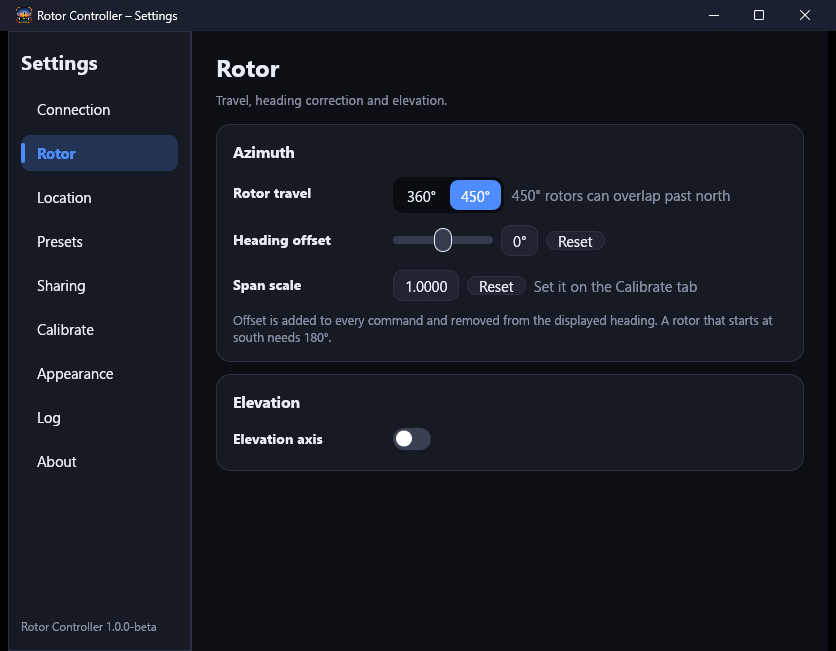 Rotor Controller – Settings
Settings
Connection
Rotor
Location
Presets
Sharing
Calibrate
Appearance
Log
About
Rotor Controller 1.0.0-beta
Rotor
Travel, heading correction and elevation.
Azimuth
Rotor travel 360° 450° 450° rotors can overlap past north
Heading offset 0° Reset
Span scale 1.0000 Reset Set it on the Calibrate tab
Offset is added to every command and removed from the displayed heading. A rotor that starts at
south needs 180°.
Elevation
Elevation axis